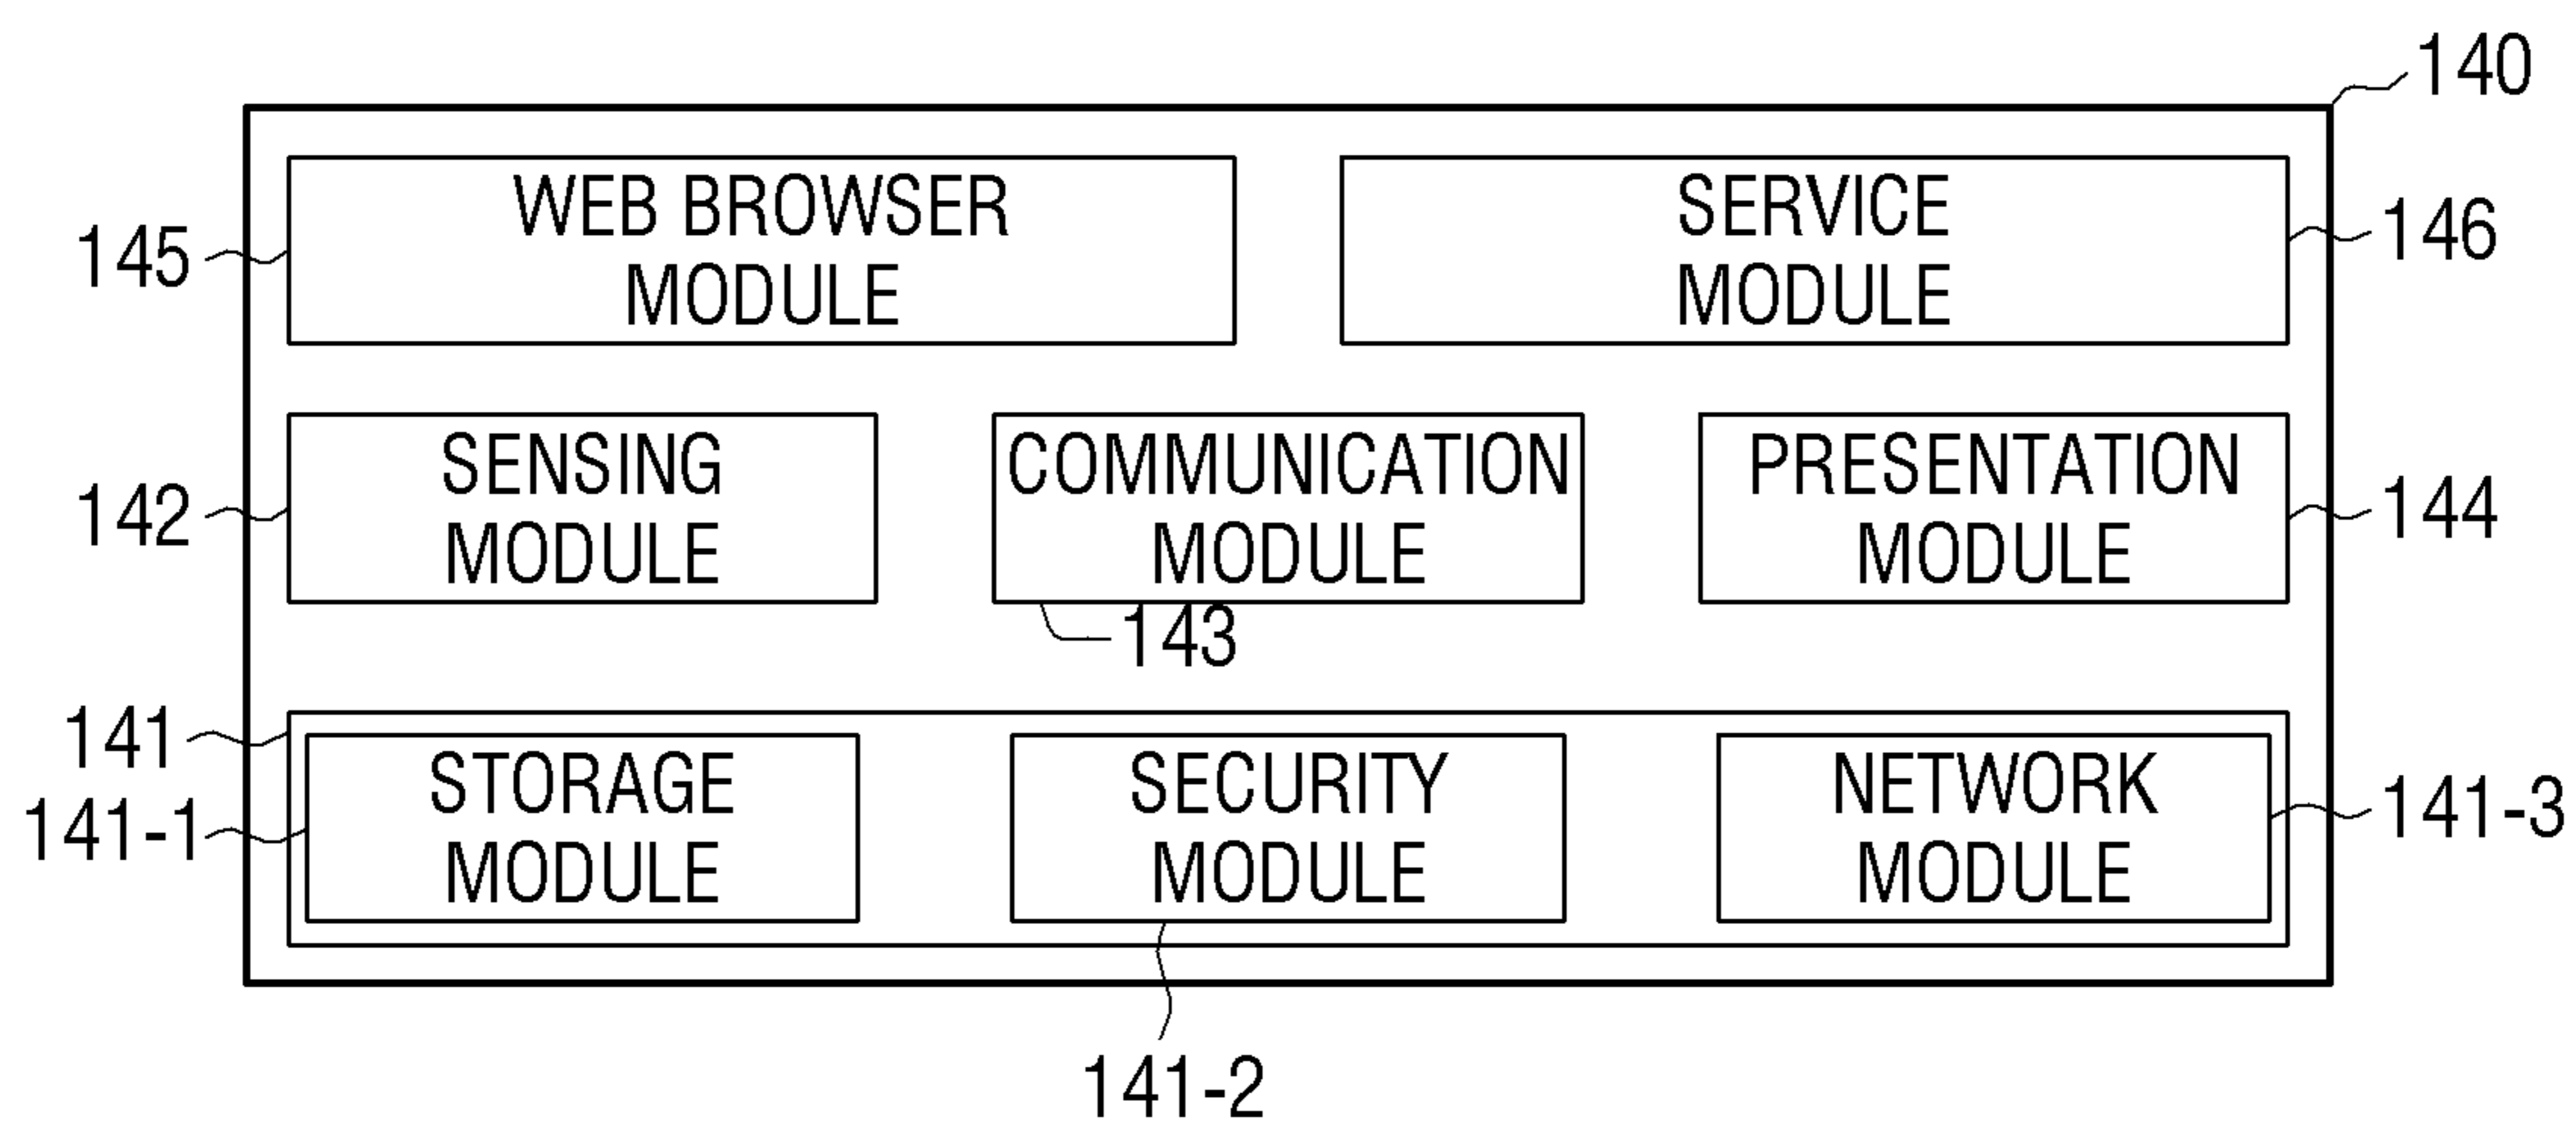 140
WEB BROWSER
MODULE
145
SERVICE
MODULE
146
SENSING
MODULE
142
COMMUNICATION
MODULE
143
PRESENTATION
MODULE
144
141
STORAGE
MODULE
141-1
SECURITY
MODULE
141-2
NETWORK
MODULE
141-3